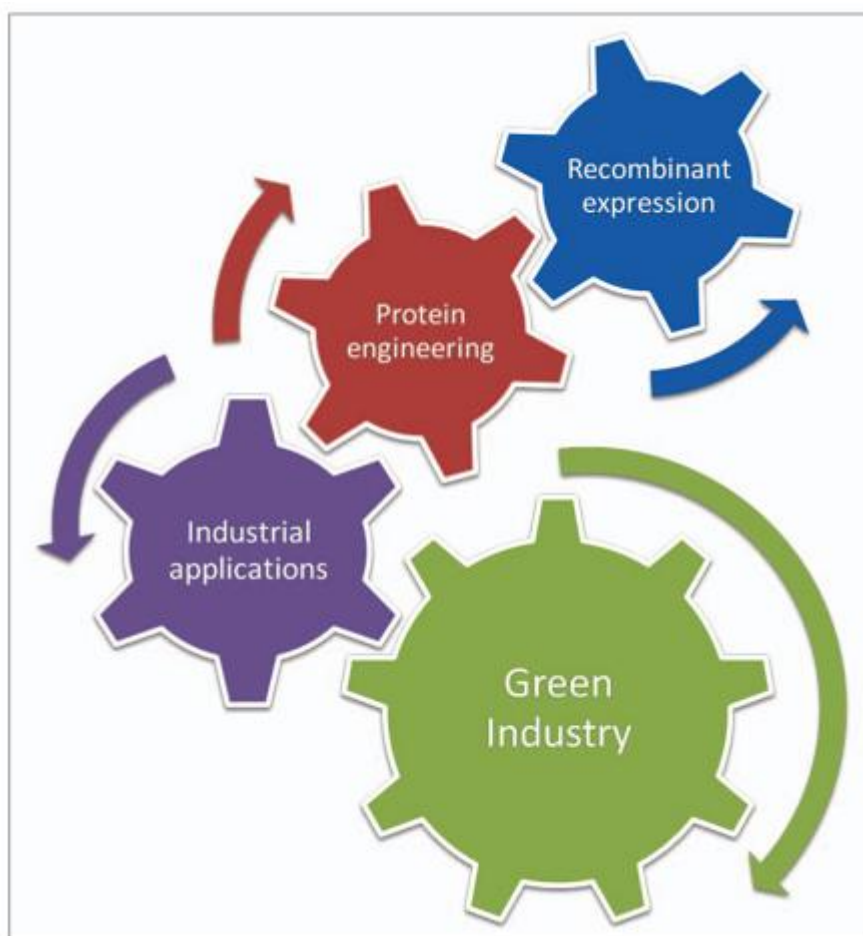 Recombinant
expression
Protein
engineering
Industrial
applications
Green
Industry